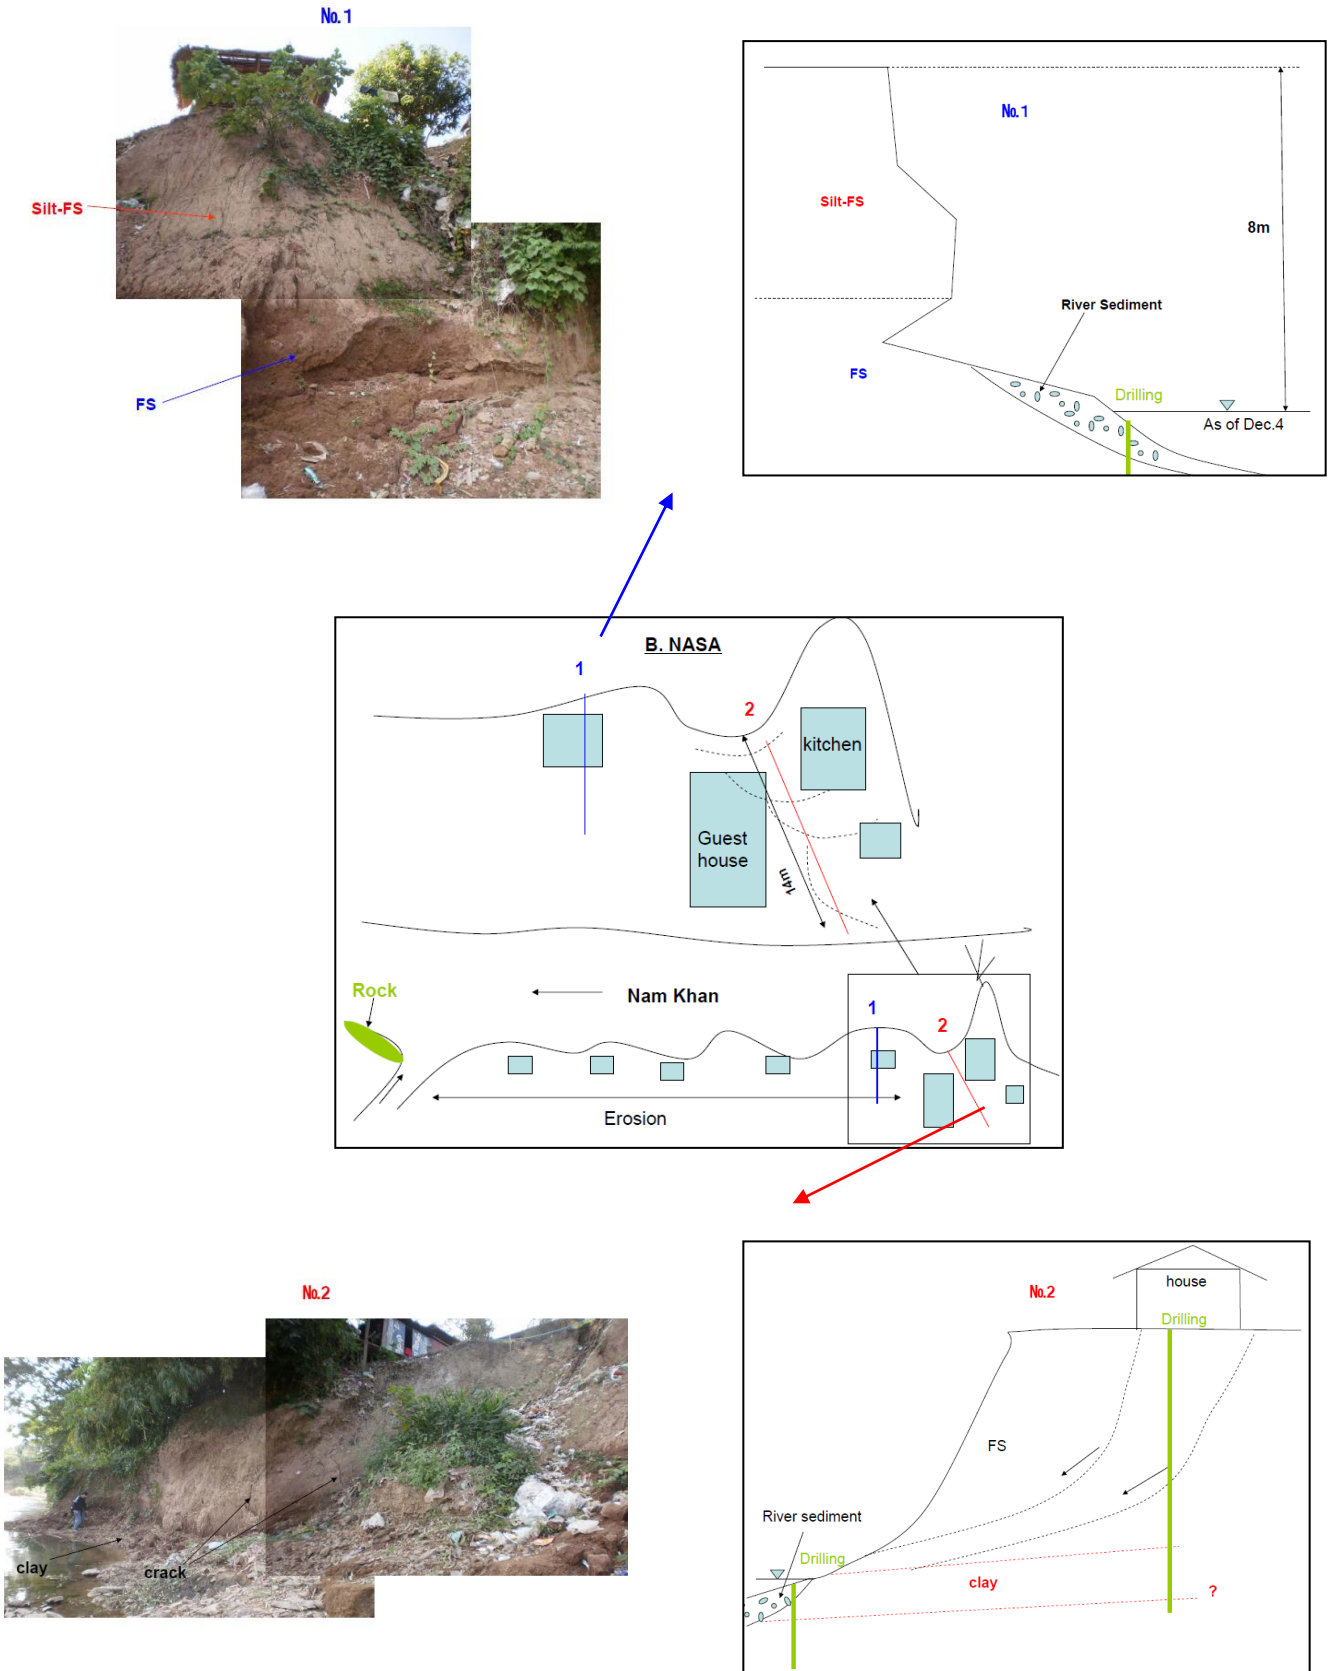 №.1
Silt-FS
FS
№.1
Silt-FS
8m
River Sediment
FS
Drilling
As of Dec.4
B. NASA
1
2
kitchen
Guest
house
14m
Rock
Nam Khan
1
2
Erosion
№.2
clay
crack
№.2
house
Drilling
FS
River sediment
Drilling
clay
?